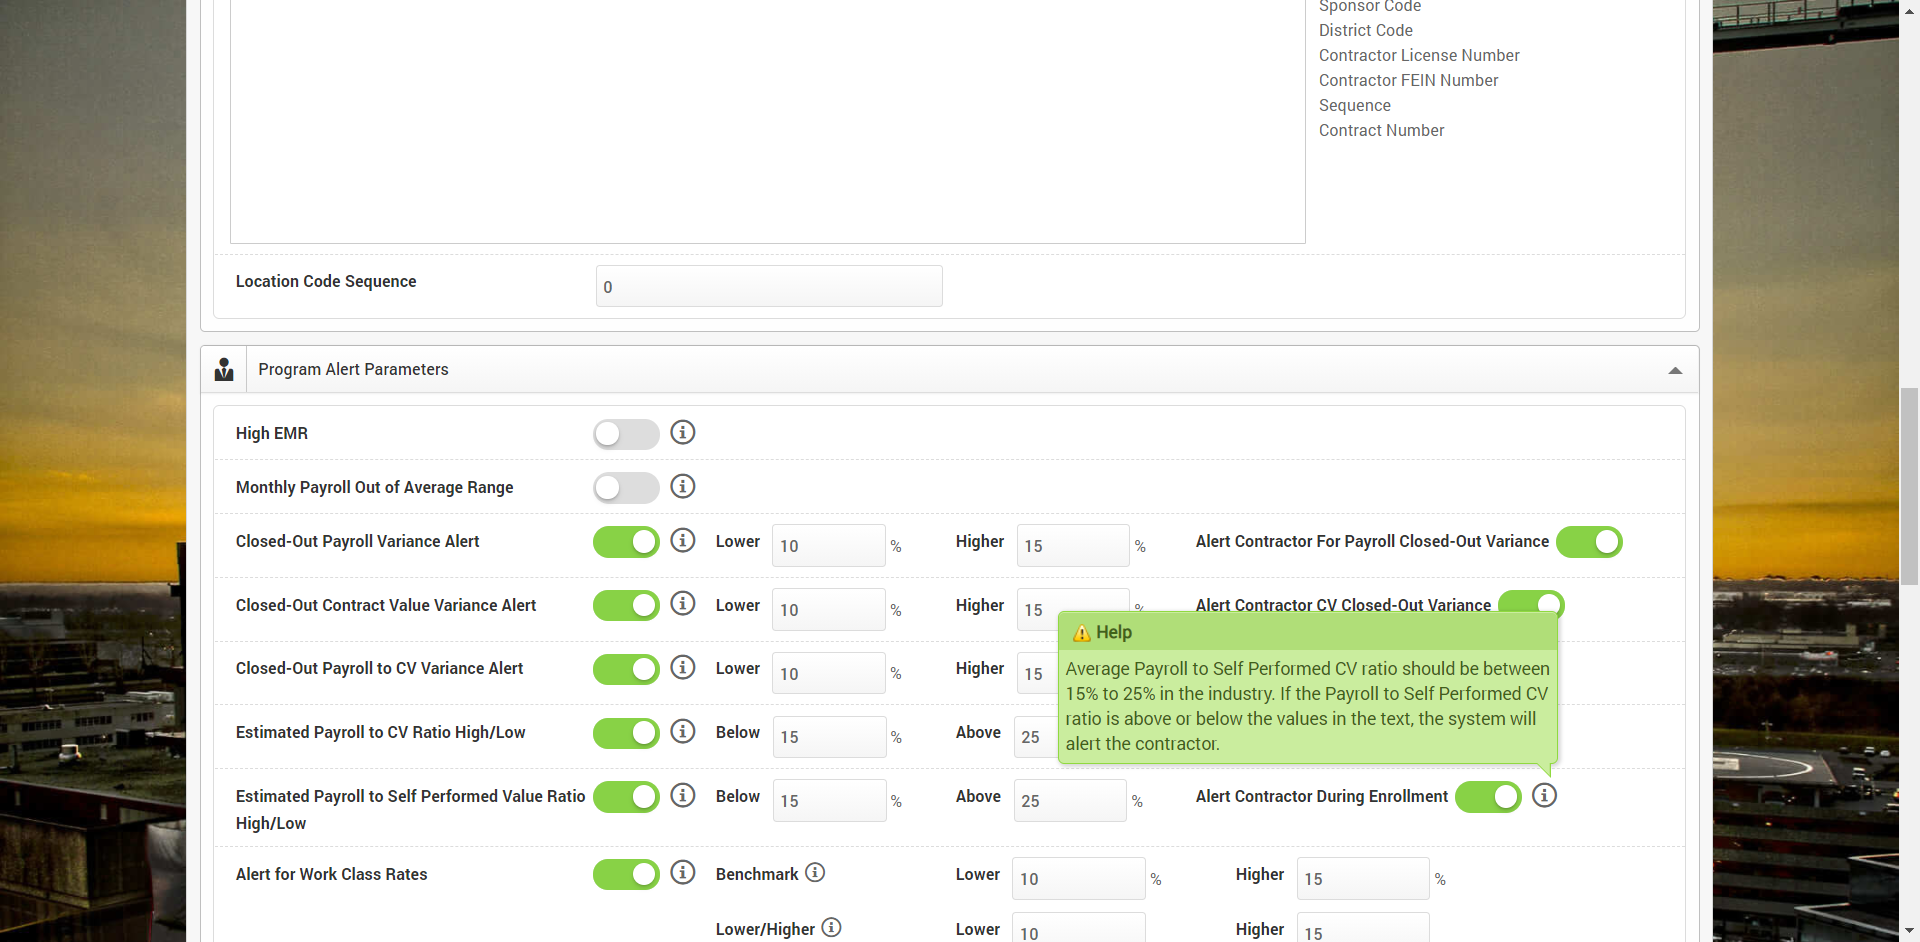 Sponsor Code
District Code
Contractor License Number
Contractor FEIN Number
Sequence
Contract Number
Location Code Sequence
0
Program Alert Parameters
High EMR
Monthly Payroll Out of Average Range
Closed-Out Payroll Variance Alert Lower 10 % Higher 15 % Alert Contractor For Payroll Closed-Out Variance
Closed-Out Contract Value Variance Alert Lower 10 % Higher 15 % Alert Contractor CV Closed-Out Variance
Closed-Out Payroll to CV Variance Alert Lower 10 % Higher 15
Estimated Payroll to CV Ratio High/Low Below 15 % Above 25
Help
Average Payroll to Self Performed CV ratio should be between
15% to 25% in the industry. If the Payroll to Self Performed CV
ratio is above or below the values in the text, the system will
alert the contractor.
Estimated Payroll to Self Performed Value Ratio
High/Low
Below 15 % Above 25 % Alert Contractor During Enrollment
Alert for Work Class Rates Benchmark Lower 10 % Higher 15 %
Lower/Higher Lower 10 Higher 15